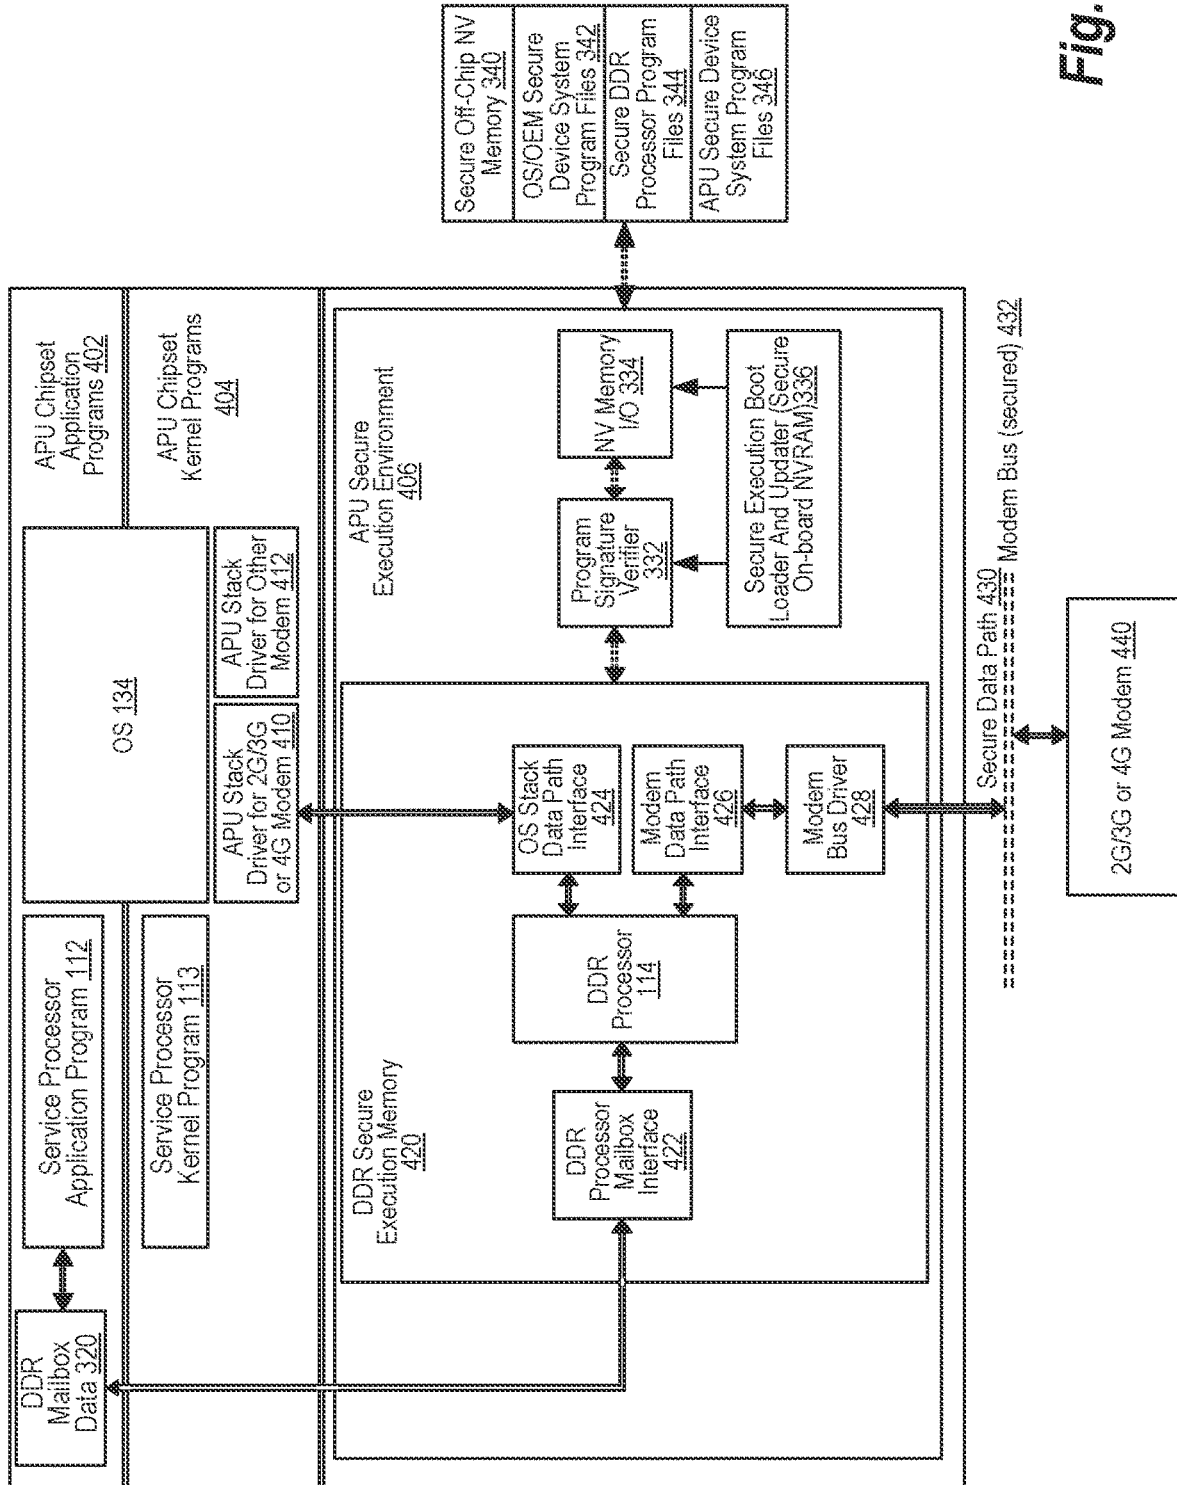 DDR
Mailbox
Data 320
Service Processor
Application Program 112
Service Processor
Kernel Program 113
OS 134
APU Stack
Driver for 2G/3G
or 4G Modem 410
APU Stack
Driver for Other
Modem 412
APU Chipset
Application
Programs 402
APU Chipset
Kernel Programs
404
DDR Secure
Execution Memory
420
DDR
Processor
Mailbox
Interface
422
DDR
Processor
114
OS Stack
Data Path
Interface
424
Modem
Data Path
Interface
426
Modem
Bus Driver
428
APU Secure
Execution Environment
406
Program
Signature
Verifier
332
NV Memory
I/O 334
Secure Execution Boot
Loader And Updater (Secure
On-board NVRAM)336
Secure Off-Chip NV
Memory 340
OS/OEM Secure
Device System
Program Files 342
Secure DDR
Processor Program
Files 344
APU Secure Device
System Program
Files 346
Secure Data Path 430
Modem Bus (secured) 432
2G/3G or 4G Modem 440
Fig.